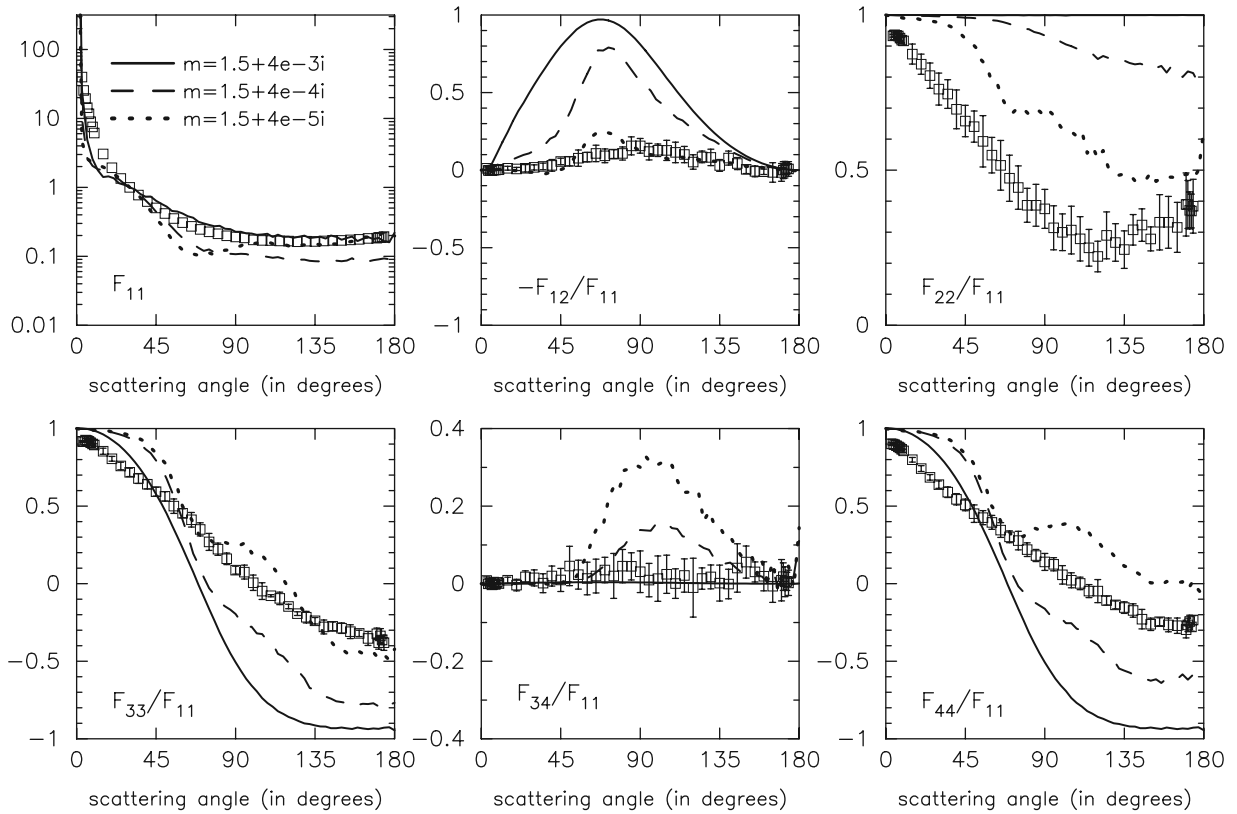 100
10
1
0.1
0.01
m=1.5+4e−3i
m=1.5+4e−4i
m=1.5+4e−5i
F11
0 45 90 135 180
scattering angle (in degrees)
1
0.5
0
−0.5
−1
−F12/F11
0 45 90 135 180
scattering angle (in degrees)
1
0.5
0
F22/F11
0 45 90 135 180
scattering angle (in degrees)
1
0.5
0
−0.5
−1
F33/F11
0 45 90 135 180
scattering angle (in degrees)
0.4
0.2
0
−0.2
−0.4
F34/F11
0 45 90 135 180
scattering angle (in degrees)
1
0.5
0
−0.5
−1
F44/F11
0 45 90 135 180
scattering angle (in degrees)